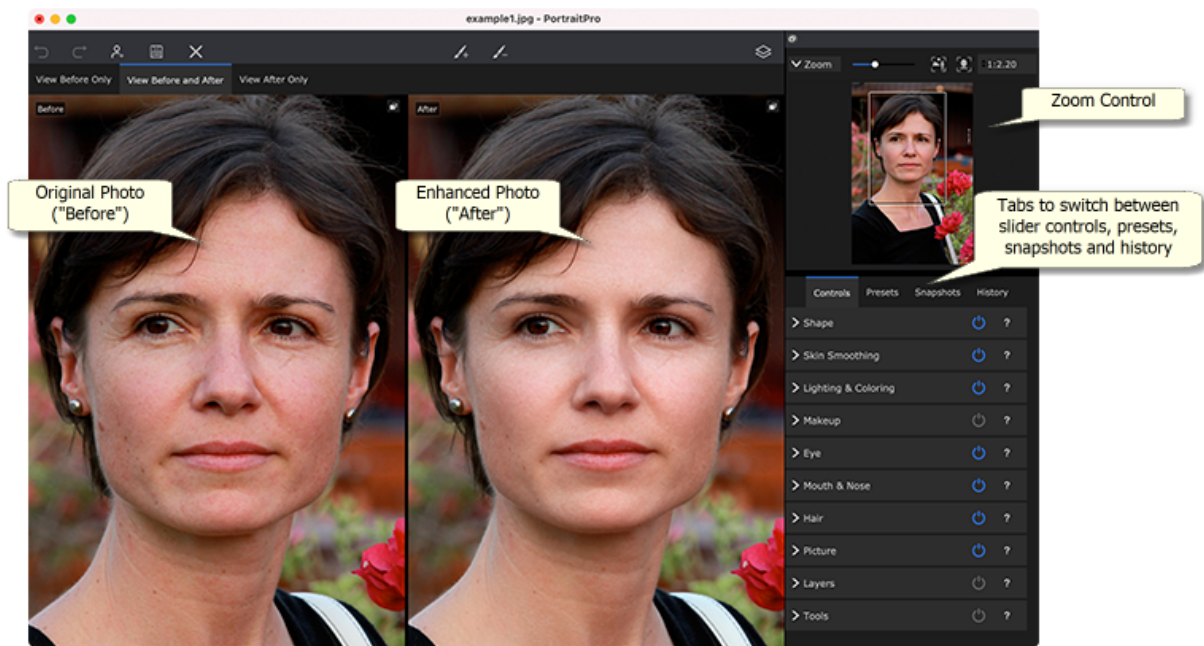 example1.jpg - PortraitPro
View Before Only
View Before and After
View After Only
Zoom
1:2.20
Before
After
Zoom Control
Original Photo
("Before")
Enhanced Photo
("After")
Tabs to switch between
slider controls, presets,
snapshots and history
Controls
Presets
Snapshots
History
Shape
?
Skin Smoothing
?
Lighting & Coloring
?
Makeup
?
Eye
?
Mouth & Nose
?
Hair
?
Picture
?
Layers
?
Tools
?